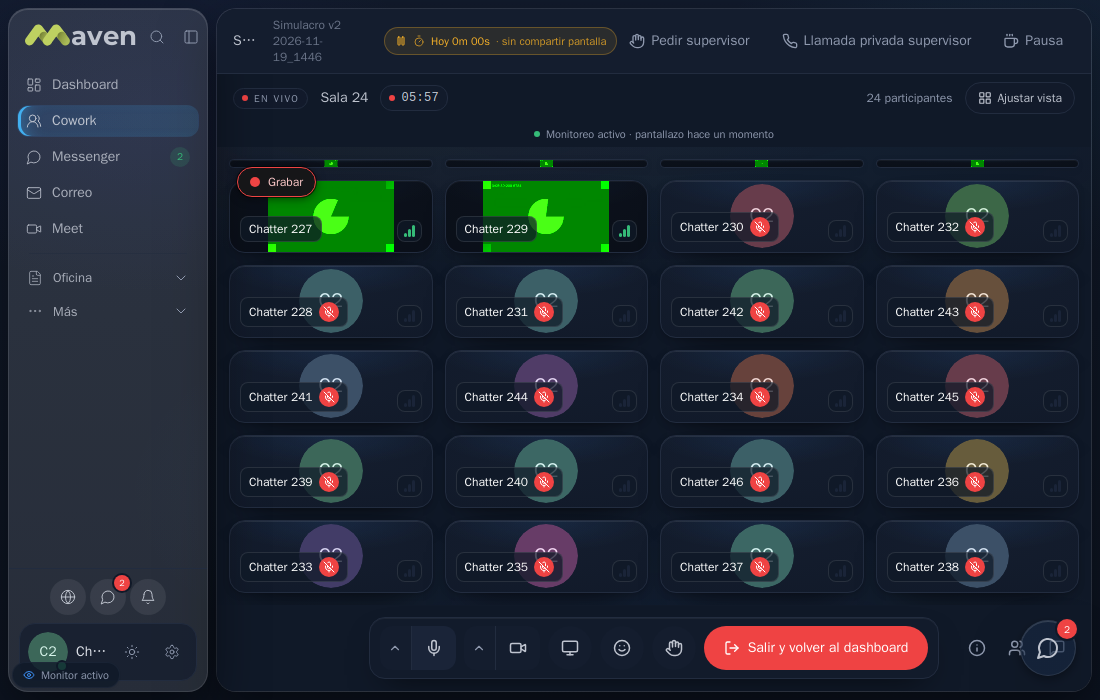 maven
Dashboard
Cowork
Messenger
2
Correo
Meet
Oficina
Más
2
C2
Ch···
Monitor activo
S···
Simulacro v2
2026-11-
19_1446
Hoy 0m 00s · sin compartir pantalla
Pedir supervisor
Llamada privada supervisor
Pausa
EN VIVO
Sala 24
05:57
24 participantes
Ajustar vista
Monitoreo activo · pantallazo hace un momento
Grabar
Chatter 227
Chatter 229
Chatter 230
Chatter 232
Chatter 228
Chatter 231
Chatter 242
Chatter 243
Chatter 241
Chatter 244
Chatter 234
Chatter 245
Chatter 239
Chatter 240
Chatter 246
Chatter 236
Chatter 233
Chatter 235
Chatter 237
Chatter 238
Salir y volver al dashboard
2